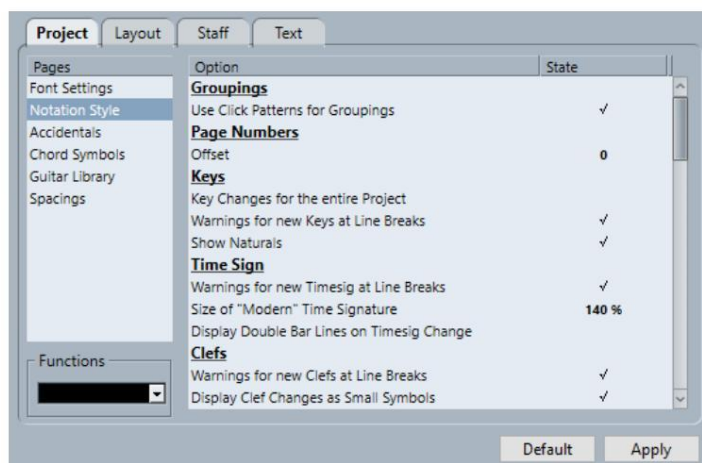 Project Layout Staff Text
Pages
Font Settings
Notation Style
Accidentals
Chord Symbols
Guitar Library
Spacings
Functions
Option State
Groupings
Use Click Patterns for Groupings ✓
Page Numbers
Offset 0
Keys
Key Changes for the entire Project
Warnings for new Keys at Line Breaks ✓
Show Naturals ✓
Time Sign
Warnings for new Timesig at Line Breaks ✓
Size of "Modern" Time Signature 140 %
Display Double Bar Lines on Timesig Change
Clefs
Warnings for new Clefs at Line Breaks ✓
Display Clef Changes as Small Symbols ✓
Default Apply